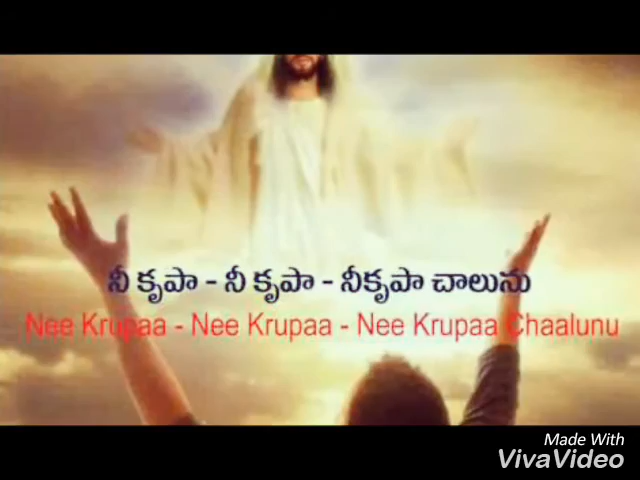 నీ కృపా - నీ కృపా - నీకృపా చాలును
Nee Krupaa - Nee Krupaa - Nee Krupaa Chaalunu
Made With
VivaVideo